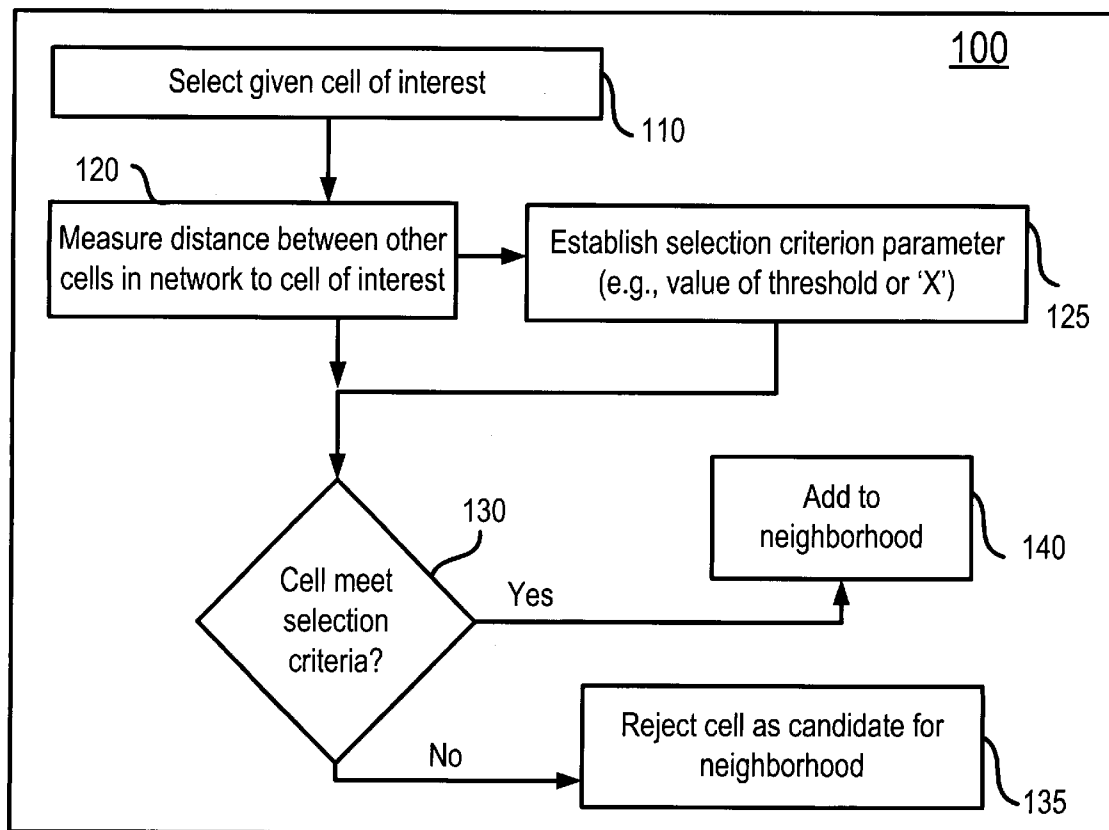 100
Select given cell of interest
110
120
Measure distance between other
cells in network to cell of interest
Establish selection criterion parameter
(e.g., value of threshold or ‘X’)
125
130
Cell meet
selection
criteria?
Yes
Add to
neighborhood
140
No
Reject cell as candidate for
neighborhood
135